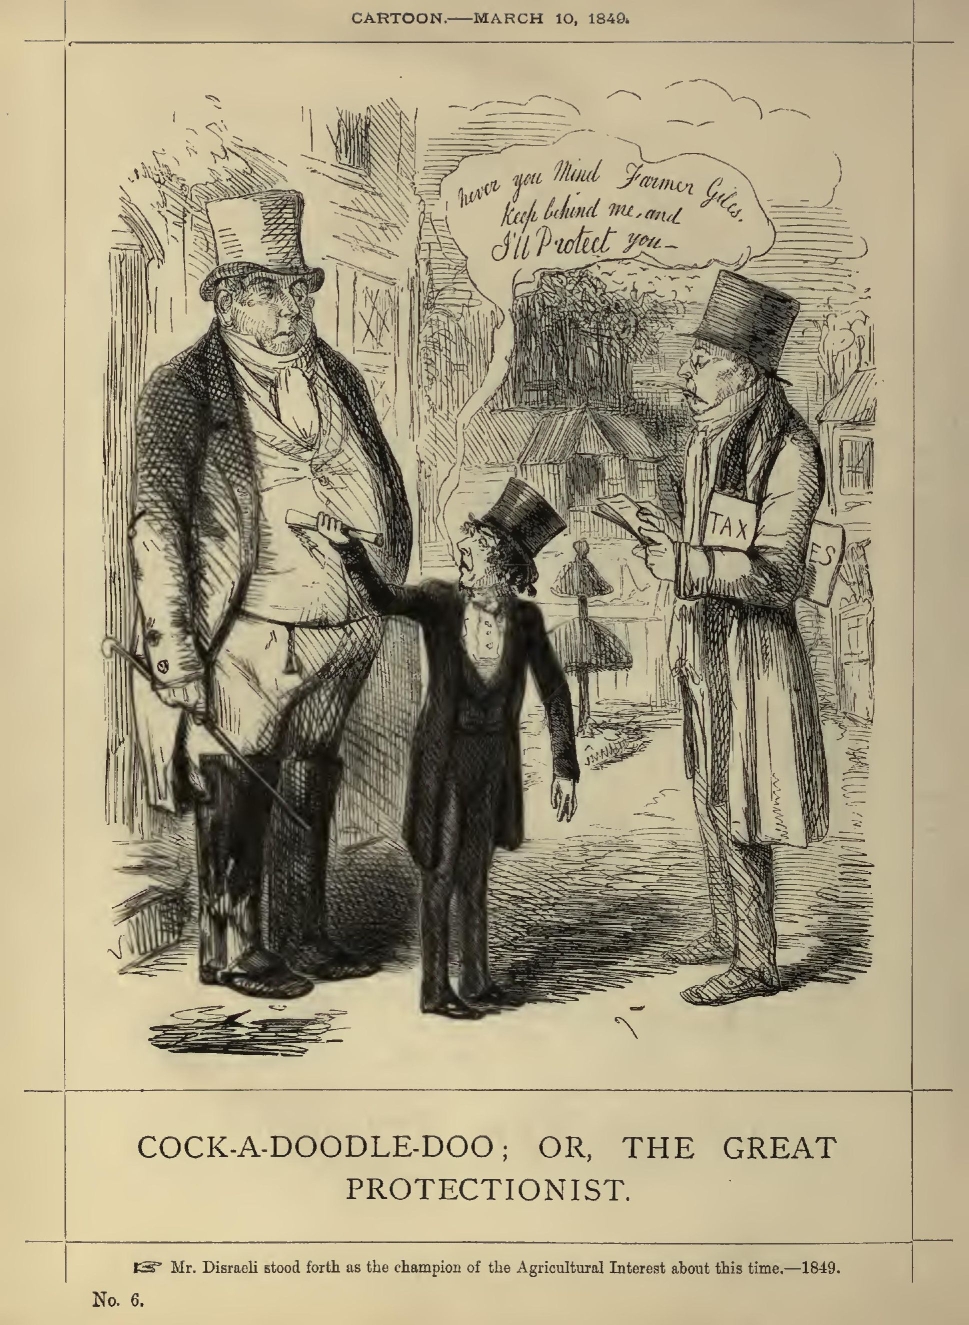 CARTOON.—MARCH 10, 1849.
Never you Mind Farmer Giles.
Keep behind me, and
I'll Protect you—
TAX
ES
COCK-A-DOODLE-DOO; OR, THE GREAT
PROTECTIONIST.
☞ Mr. Disraeli stood forth as the champion of the Agricultural Interest about this time.—1849.
No. 6.